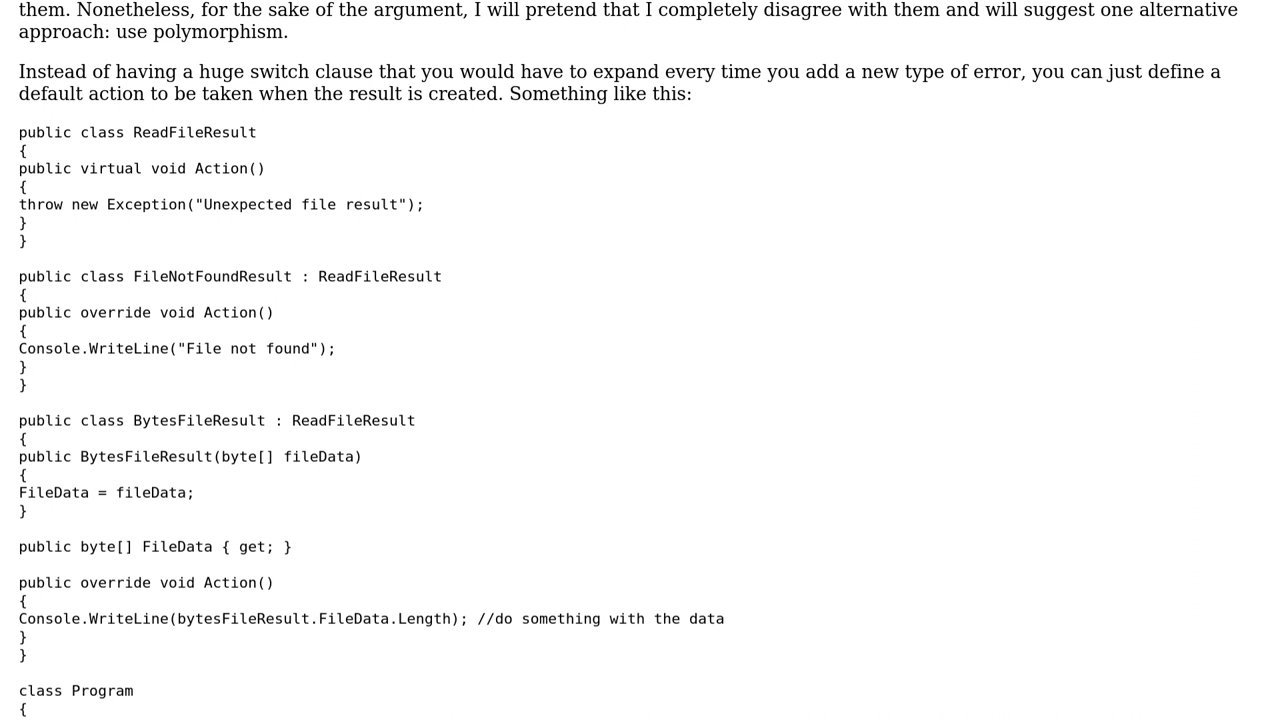 them. Nonetheless, for the sake of the argument, I will pretend that I completely disagree with them and will suggest one alternative
approach: use polymorphism.
Instead of having a huge switch clause that you would have to expand every time you add a new type of error, you can just define a
default action to be taken when the result is created. Something like this:
public class ReadFileResult
{
public virtual void Action()
{
throw new Exception("Unexpected file result");
}
}
public class FileNotFoundResult : ReadFileResult
{
public override void Action()
{
Console.WriteLine("File not found");
}
}
public class BytesFileResult : ReadFileResult
{
public BytesFileResult(byte[] fileData)
{
FileData = fileData;
}
public byte[] FileData { get; }
public override void Action()
{
Console.WriteLine(bytesFileResult.FileData.Length); //do something with the data
}
}
class Program
{